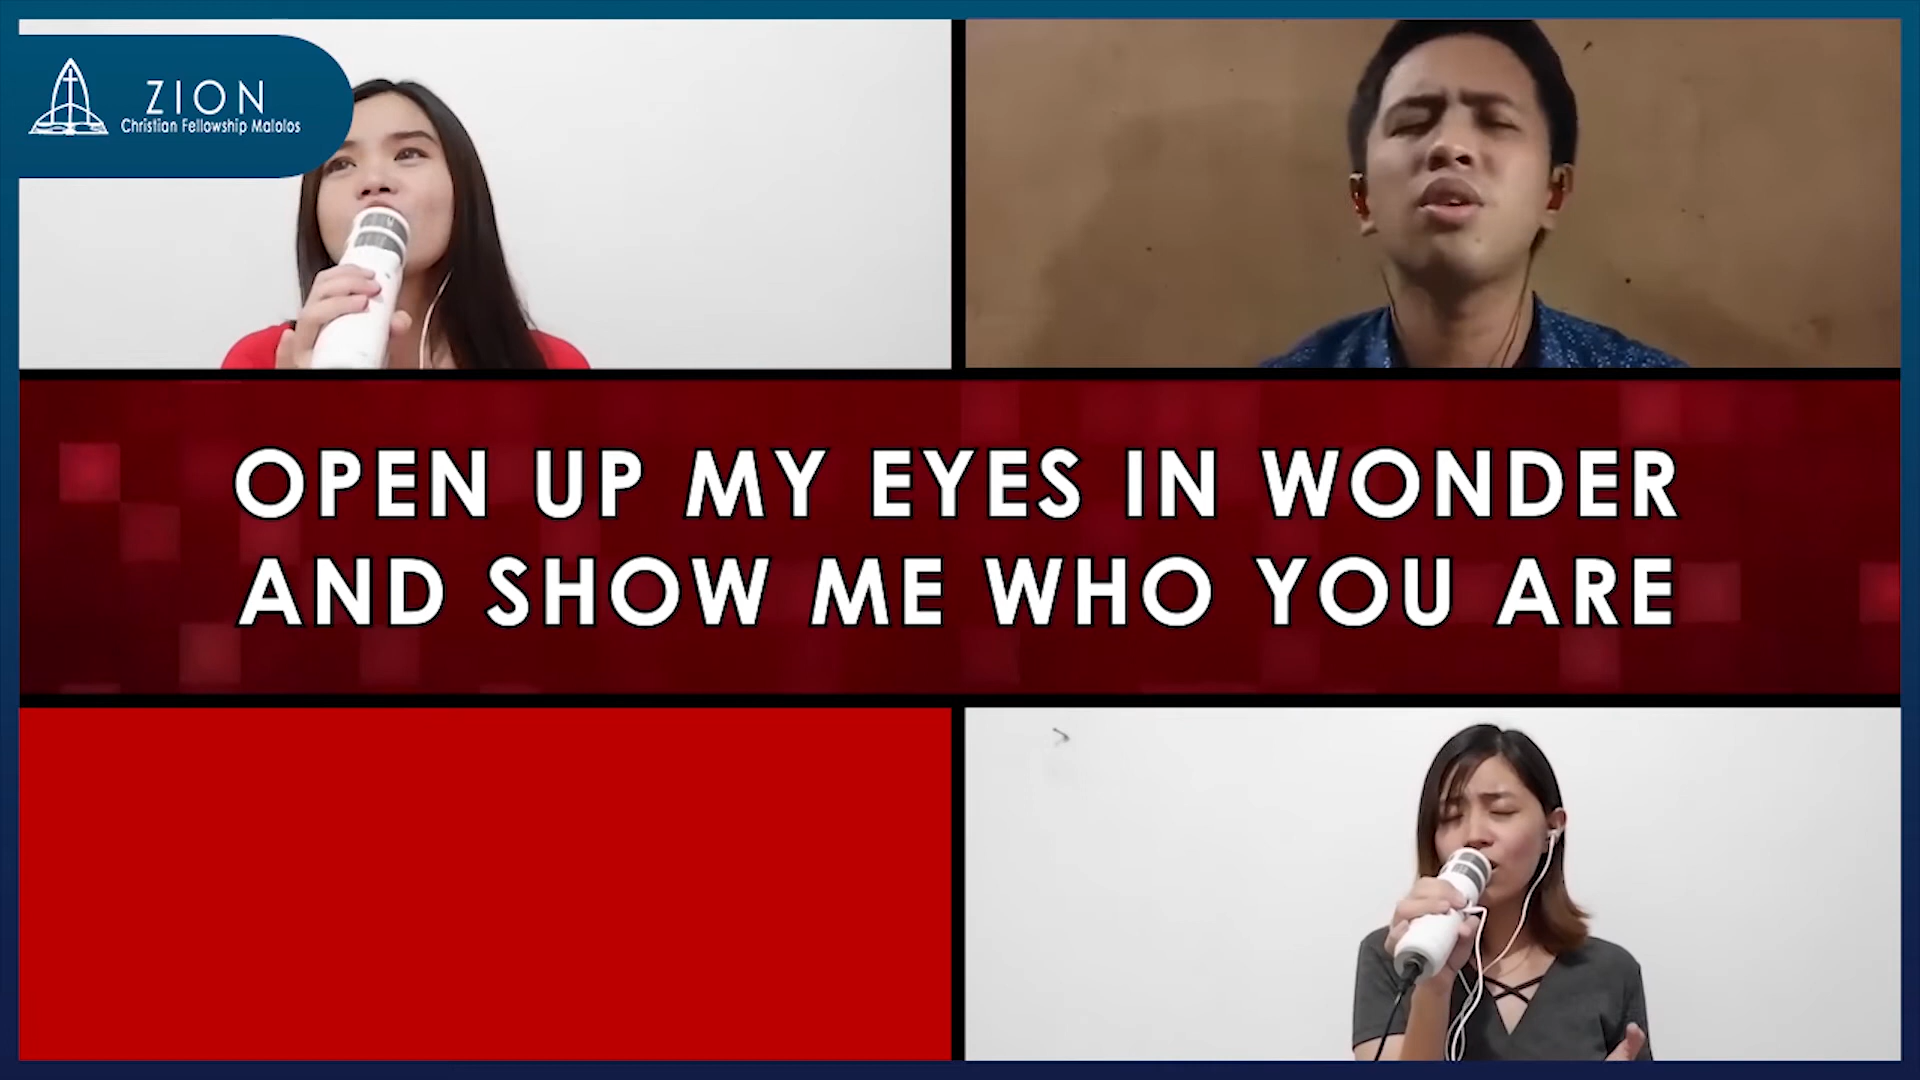 ZION
Christian Fellowship Malolos
OPEN UP MY EYES IN WONDER
AND SHOW ME WHO YOU ARE